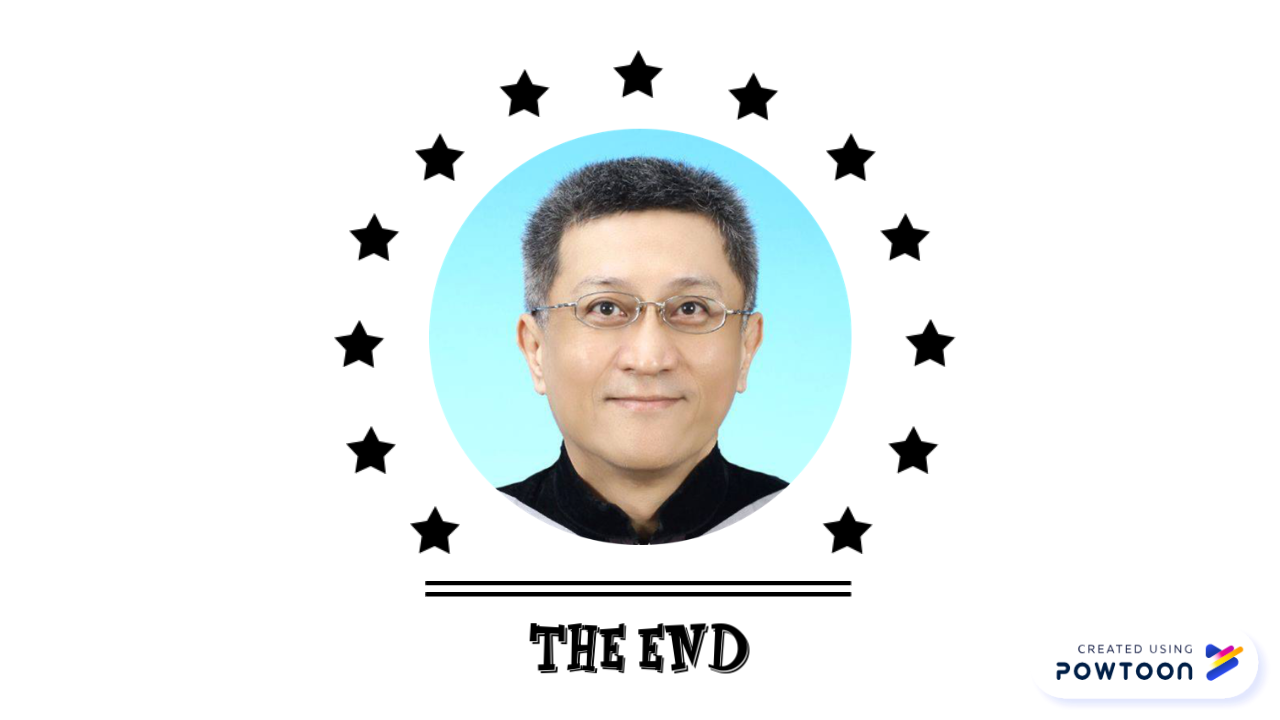 THE END
CREATED USING
POWTOON